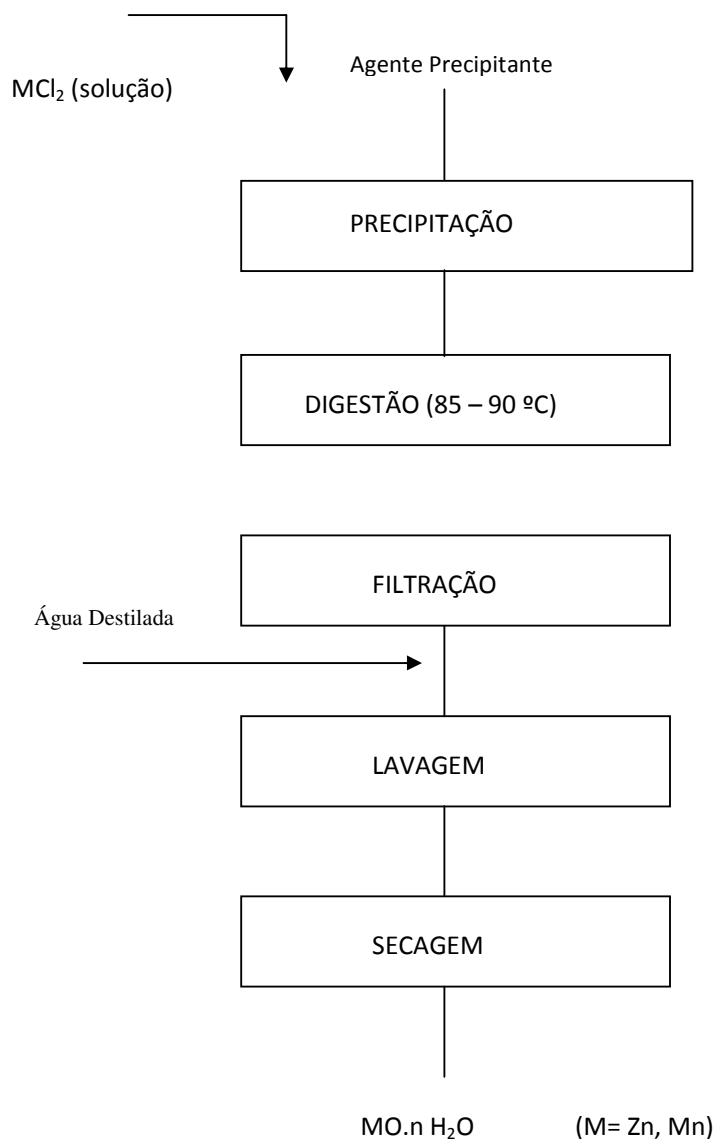 Agente Precipitante
MCl₂ (solução)
PRECIPITAÇÃO
DIGESTÃO (85 – 90 ºC)
FILTRAÇÃO
Água Destilada
LAVAGEM
SECAGEM
MO.n H₂O (M= Zn, Mn)